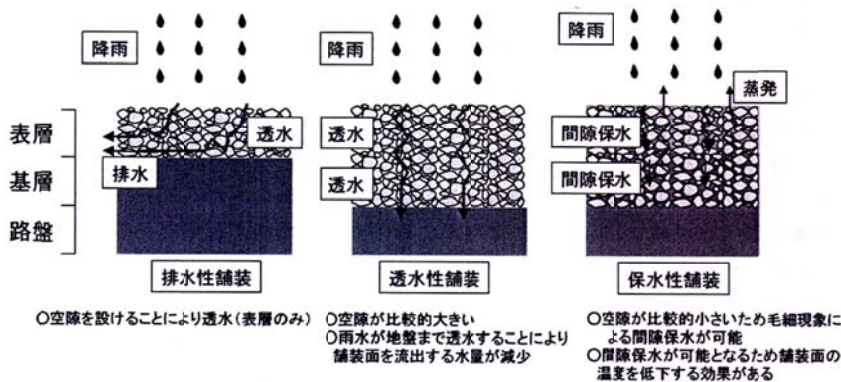 降雨
降雨
降雨
蒸発
表層
基層
路盤
透水
排水
透水
透水
間隙保水
間隙保水
排水性舗装
透水性舗装
保水性舗装
○空隙を設けることにより透水(表層のみ)
○空隙が比較的大きい
○雨水が地盤まで透水することにより
舗装面を流出する水量が減少
○空隙が比較的小さいため毛細現象に
よる間隙保水が可能
○間隙保水が可能となるため舗装面の
温度を低下する効果がある